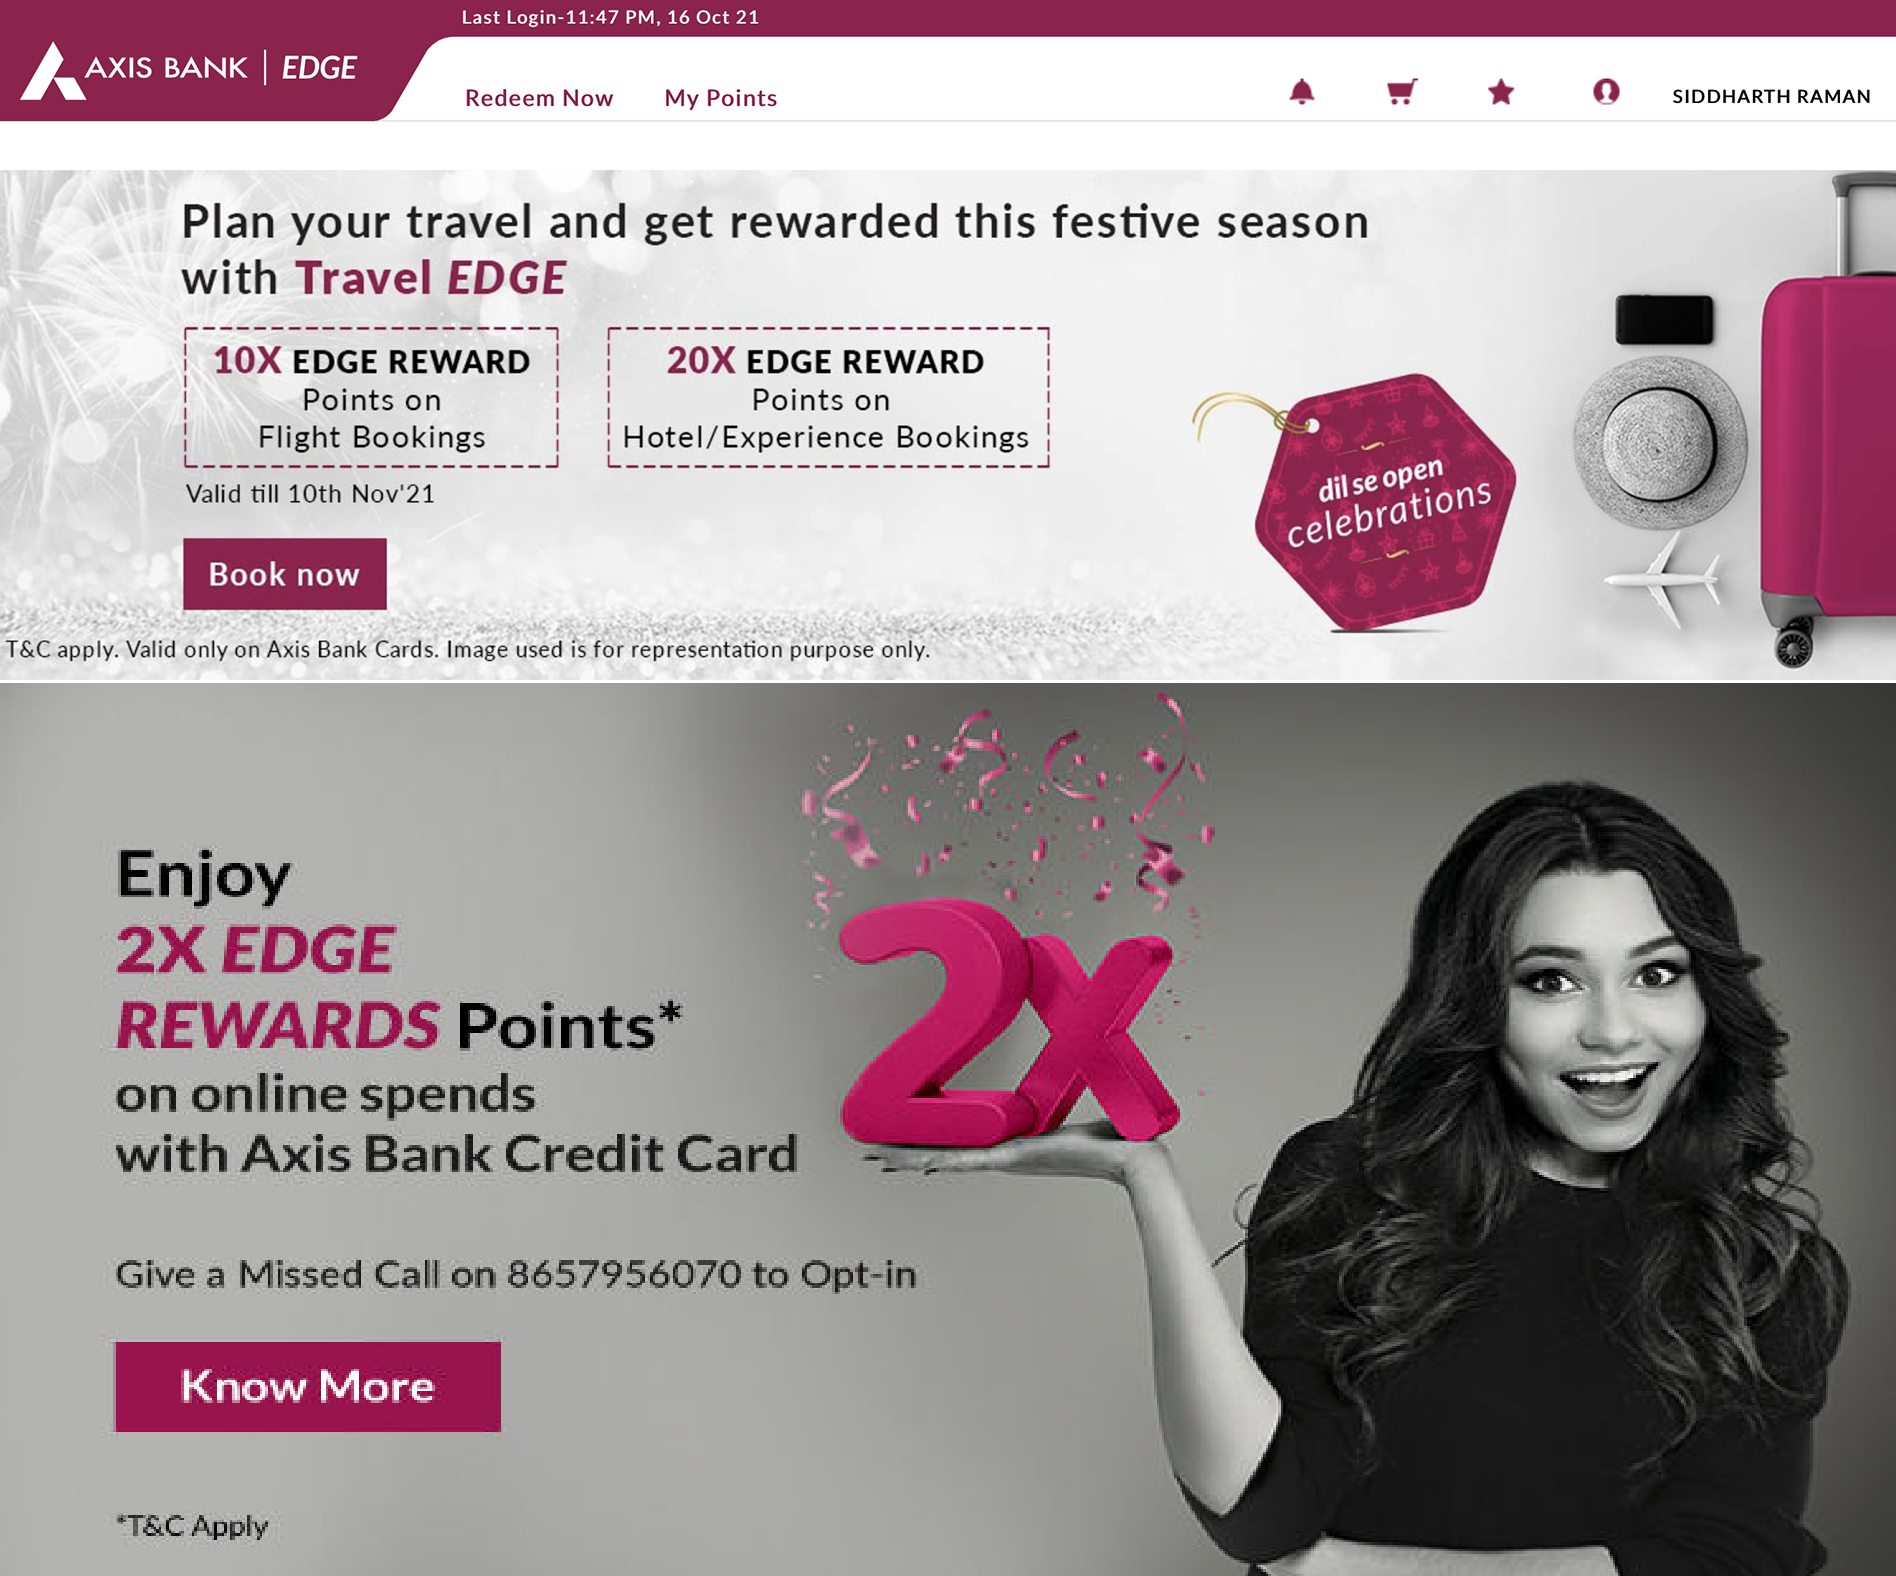 Last Login-11:47 PM, 16 Oct 21
AXIS BANK | EDGE
Redeem Now
My Points
SIDDHARTH RAMAN
Plan your travel and get rewarded this festive season
with Travel EDGE
10X EDGE REWARD
Points on
Flight Bookings
20X EDGE REWARD
Points on
Hotel/Experience Bookings
Valid till 10th Nov'21
dil se open
celebrations
Book now
T&C apply. Valid only on Axis Bank Cards. Image used is for representation purpose only.
2x
Enjoy
2X EDGE
REWARDS Points*
on online spends
with Axis Bank Credit Card
Give a Missed Call on 8657956070 to Opt-in
Know More
*T&C Apply